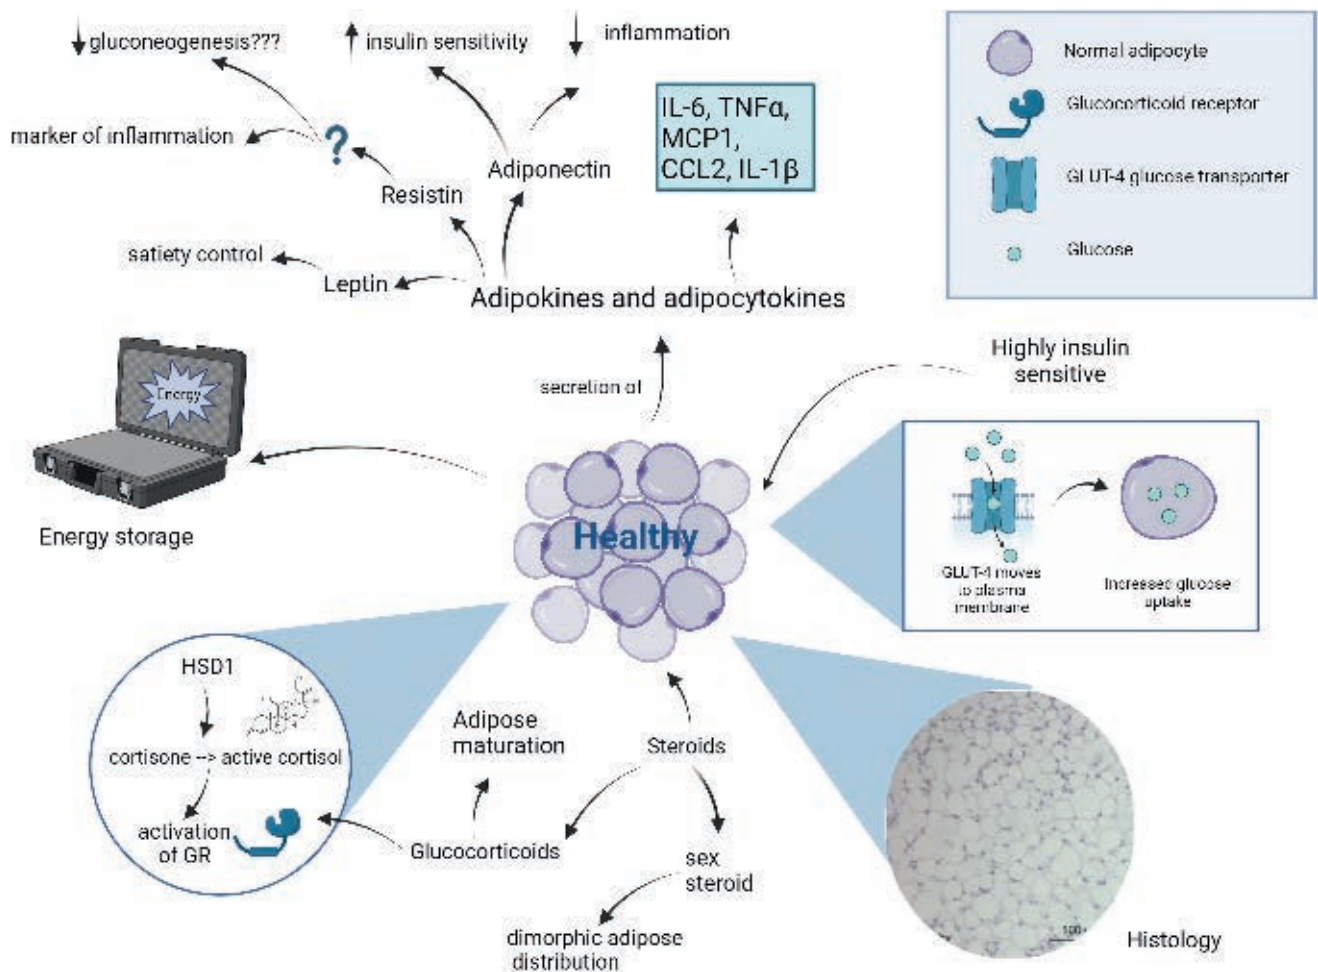 gluconeogenesis???
insulin sensitivity
inflammation
marker of inflammation
?
Resistin
Adiponectin
IL-6, TNFα,
MCP1,
CCL2, IL-1β
satiety control
Leptin
Adipokines and adipocytokines
Normal adipocyte
Glucocorticoid receptor
GLUT-4 glucose transporter
Glucose
secretion of
Highly insulin
sensitive
Energy
Energy storage
Healthy
GLUT-4 moves
to plasma
membrane
Increased glucose
uptake
HSD1
cortisone --> active cortisol
activation
of GR
Adipose
maturation
Steroids
Glucocorticoids
sex
steroid
dimorphic adipose
distribution
Histology